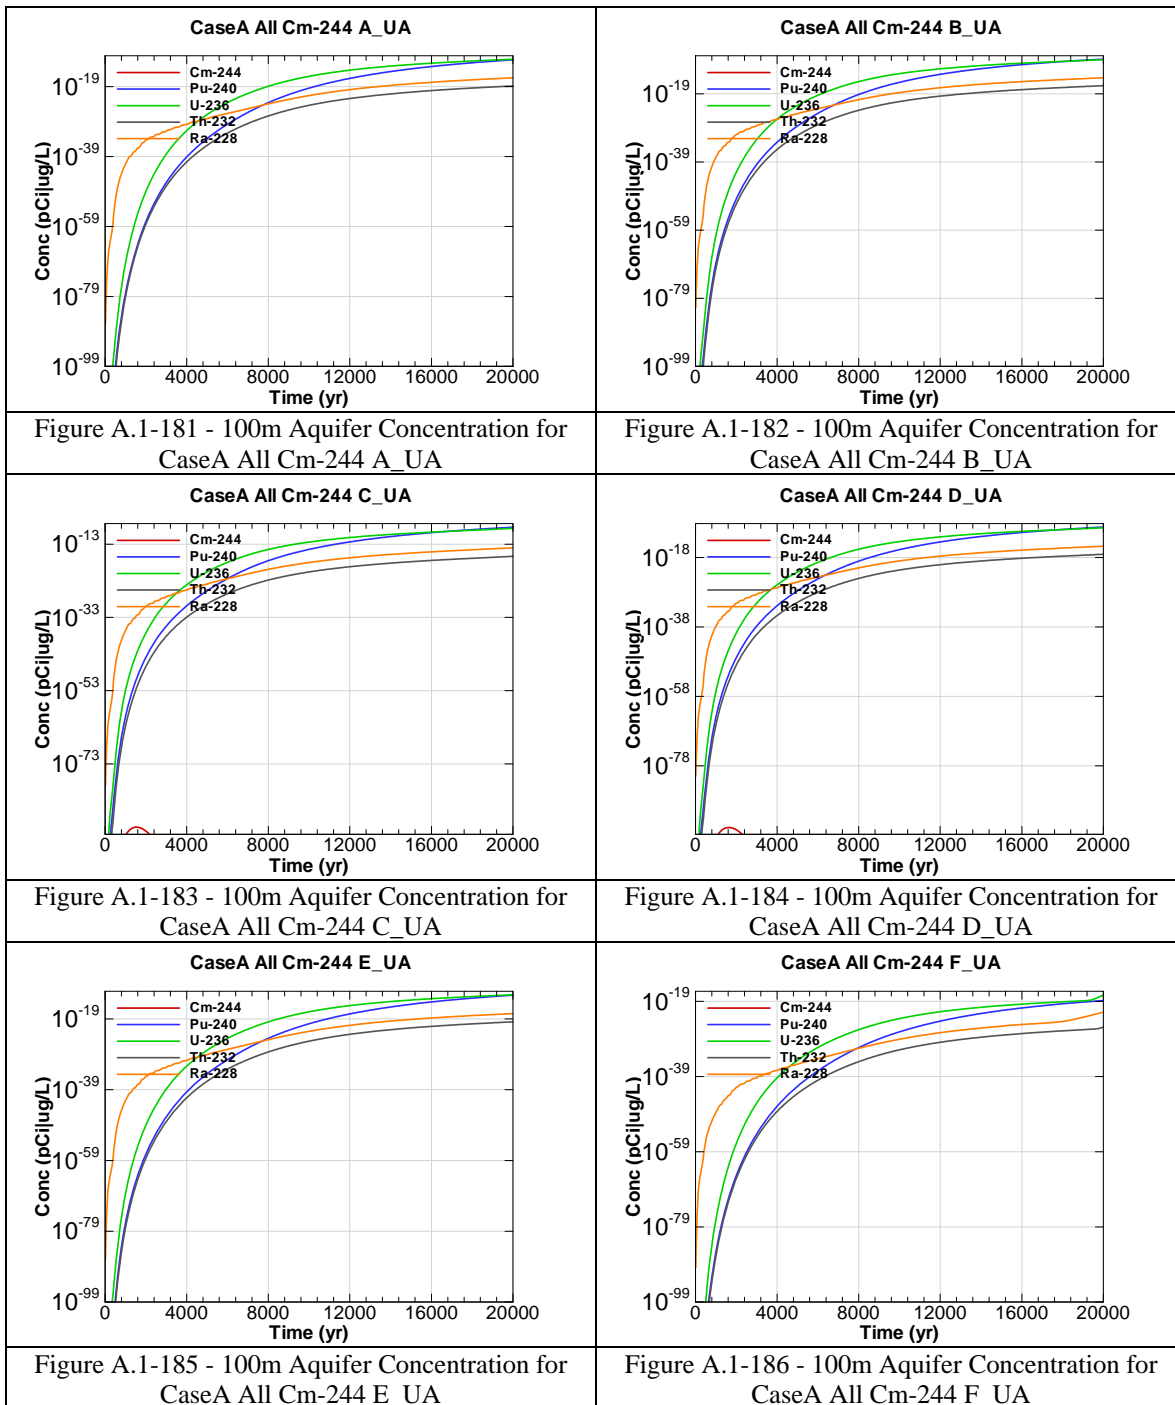 CaseA All Cm-244 A_UA
Conc (pCi|ug/L)
Cm-244
Pu-240
U-236
Th-232
Ra-228
10^-19
10^-39
10^-59
10^-79
10^-99
0 4000 8000 12000 16000 20000
Time (yr)
Figure A.1-181 - 100m Aquifer Concentration for
CaseA All Cm-244 A_UA
CaseA All Cm-244 B_UA
Conc (pCi|ug/L)
Cm-244
Pu-240
U-236
Th-232
Ra-228
10^-19
10^-39
10^-59
10^-79
10^-99
0 4000 8000 12000 16000 20000
Time (yr)
Figure A.1-182 - 100m Aquifer Concentration for
CaseA All Cm-244 B_UA
CaseA All Cm-244 C_UA
Conc (pCi|ug/L)
Cm-244
Pu-240
U-236
Th-232
Ra-228
10^-13
10^-33
10^-53
10^-73
0 4000 8000 12000 16000 20000
Time (yr)
Figure A.1-183 - 100m Aquifer Concentration for
CaseA All Cm-244 C_UA
CaseA All Cm-244 D_UA
Conc (pCi|ug/L)
Cm-244
Pu-240
U-236
Th-232
Ra-228
10^-18
10^-38
10^-58
10^-78
0 4000 8000 12000 16000 20000
Time (yr)
Figure A.1-184 - 100m Aquifer Concentration for
CaseA All Cm-244 D_UA
CaseA All Cm-244 E_UA
Conc (pCi|ug/L)
Cm-244
Pu-240
U-236
Th-232
Ra-228
10^-19
10^-39
10^-59
10^-79
10^-99
0 4000 8000 12000 16000 20000
Time (yr)
Figure A.1-185 - 100m Aquifer Concentration for
CaseA All Cm-244 E_UA
CaseA All Cm-244 F_UA
Conc (pCi|ug/L)
Cm-244
Pu-240
U-236
Th-232
Ra-228
10^-19
10^-39
10^-59
10^-79
10^-99
0 4000 8000 12000 16000 20000
Time (yr)
Figure A.1-186 - 100m Aquifer Concentration for
CaseA All Cm-244 F_UA